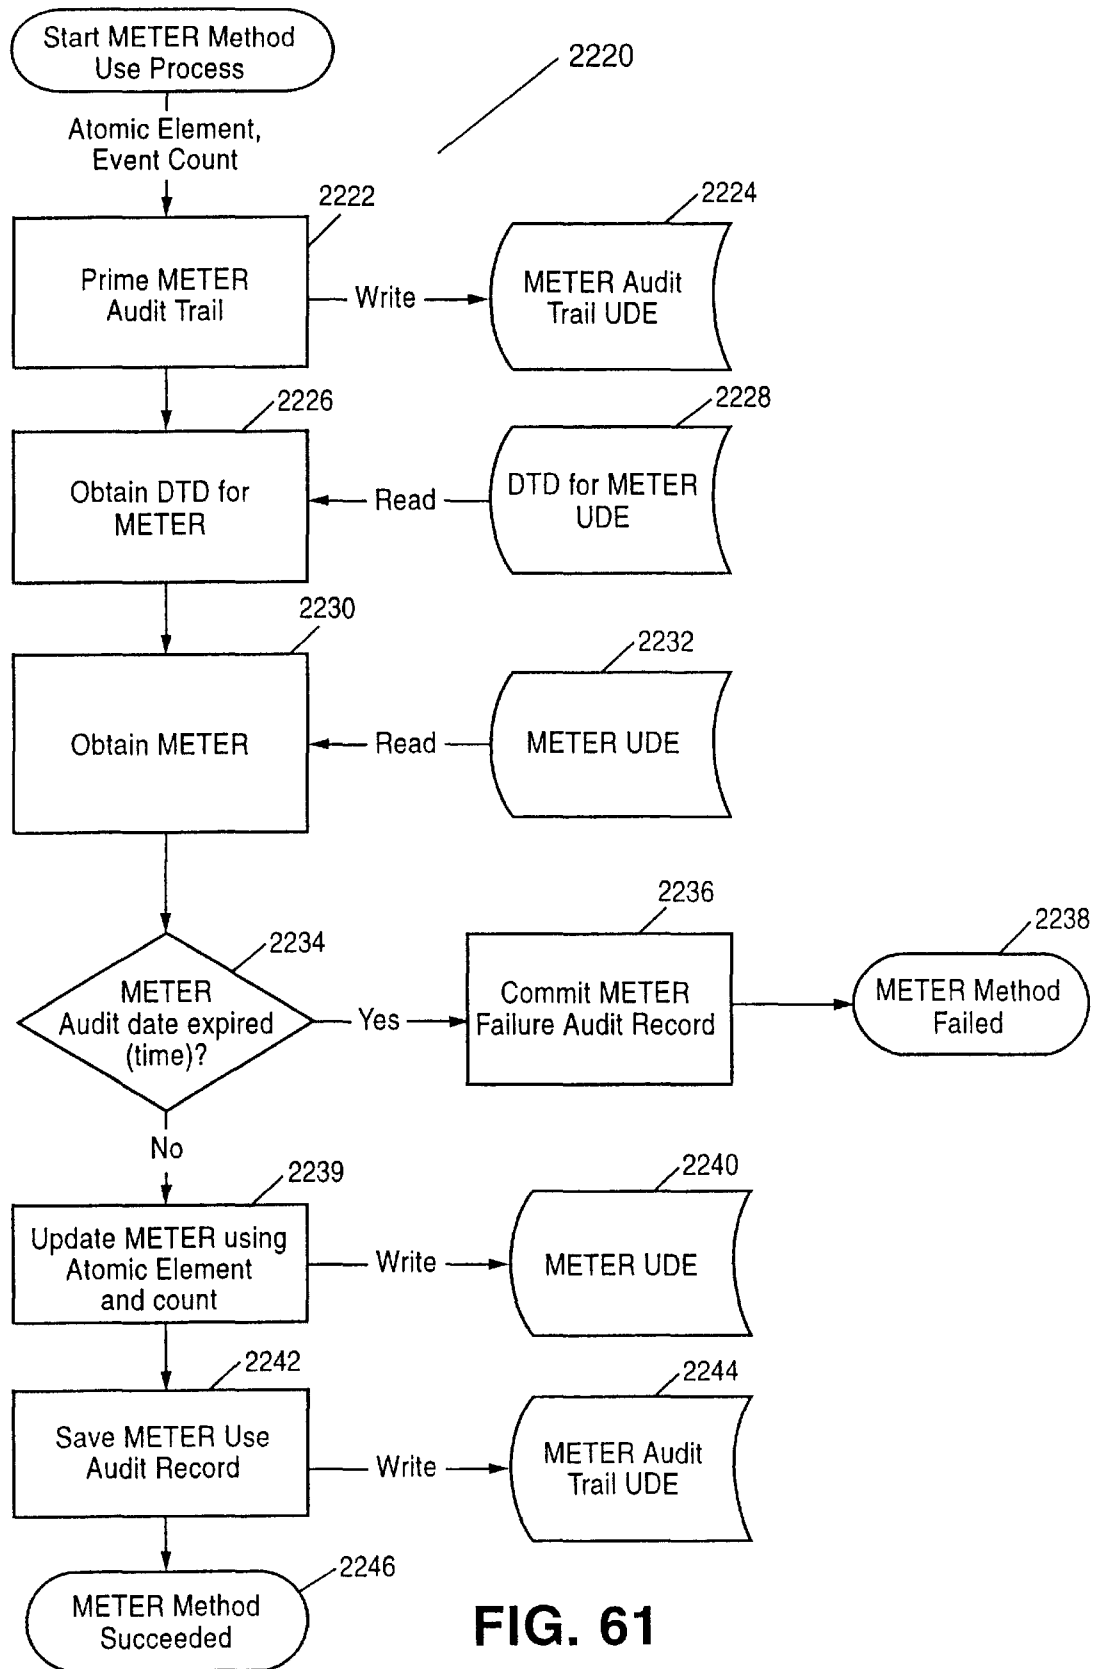 Start METER Method
Use Process
2220
Atomic Element,
Event Count
2222
2224
Prime METER
Audit Trail
Write
METER Audit
Trail UDE
2226
2228
Obtain DTD for
METER
Read
DTD for METER
UDE
2230
2232
Obtain METER
Read
METER UDE
2234
2236
2238
METER
Audit date expired
(time)?
Yes
Commit METER
Failure Audit Record
METER Method
Failed
No
2239
2240
Update METER using
Atomic Element
and count
Write
METER UDE
2242
2244
Save METER Use
Audit Record
Write
METER Audit
Trail UDE
2246
METER Method
Succeeded
FIG. 61